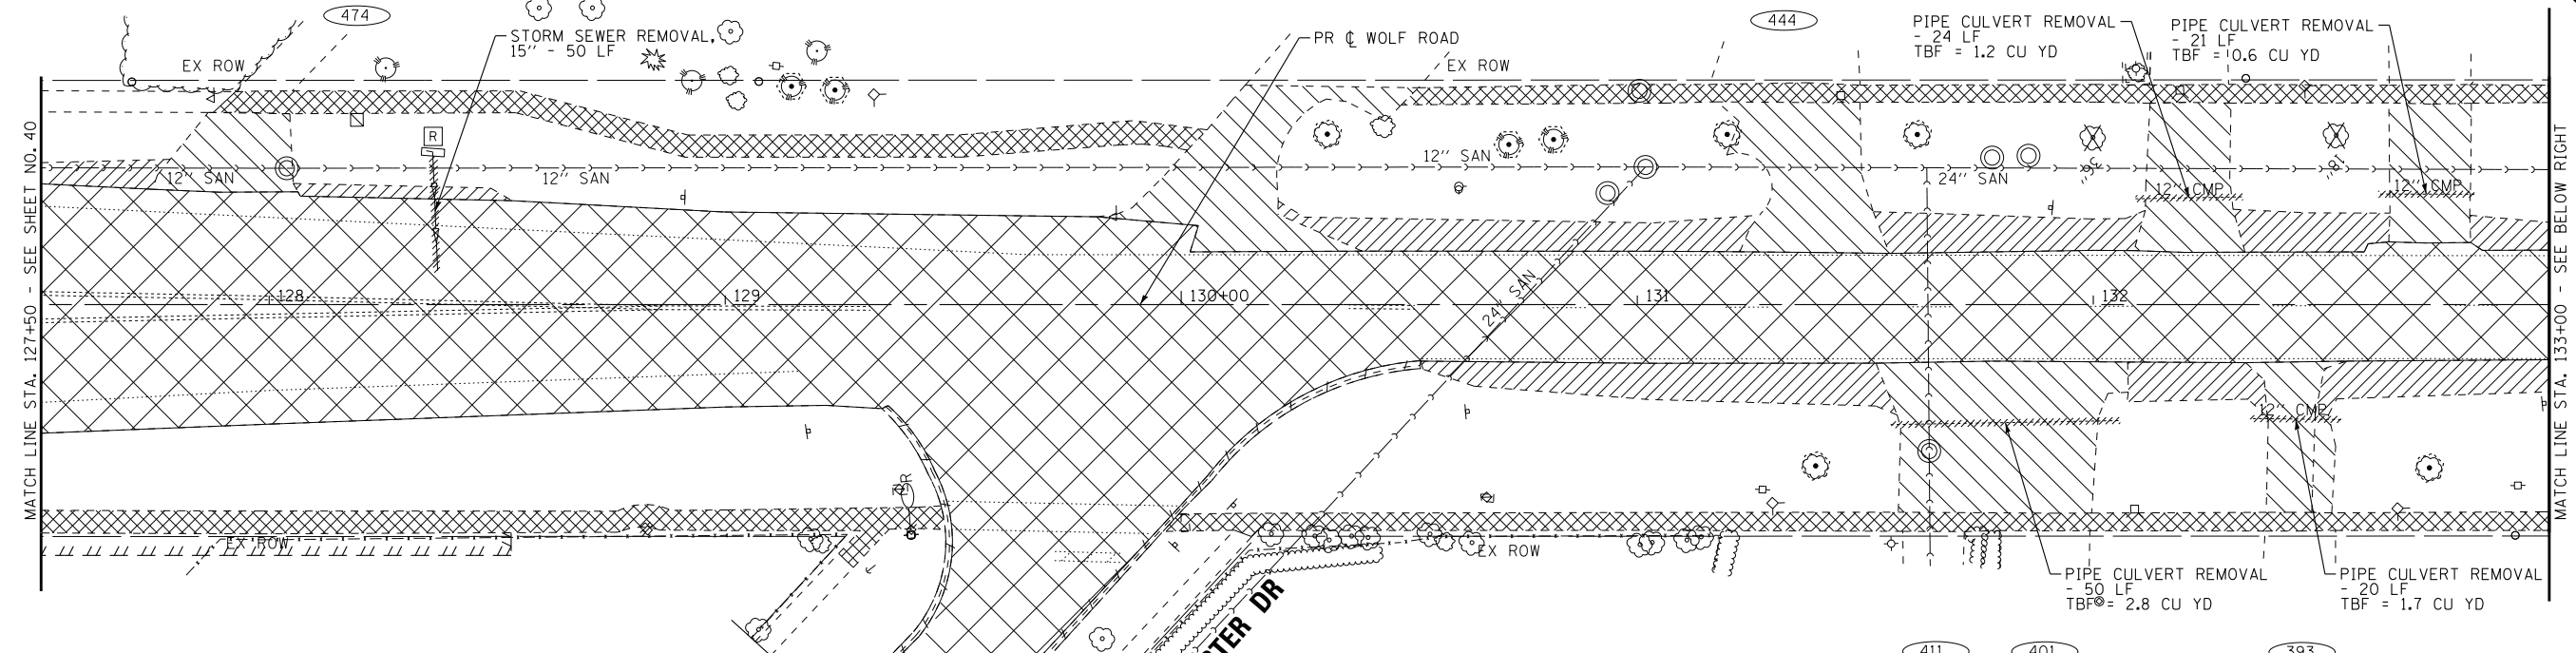 474
STORM SEWER REMOVAL,
15" - 50 LF
PR ℄ WOLF ROAD
444
PIPE CULVERT REMOVAL
- 24 LF
TBF = 1.2 CU YD
PIPE CULVERT REMOVAL
- 21 LF
TBF = 0.6 CU YD
EX ROW
EX ROW
R
12" SAN
12" SAN
12" SAN
24" SAN
36"
12" CMP
18"
12" CMP
MATCH LINE STA. 127+50 - SEE SHEET NO. 40
128
129
130+00
24" SAN
131
132
MATCH LINE STA. 133+00 - SEE BELOW RIGHT
12" CMP
EX ROW
EX ROW
PIPE CULVERT REMOVAL
- 50 LF
TBF = 2.8 CU YD
PIPE CULVERT REMOVAL
- 20 LF
TBF = 1.7 CU YD
TER DR
411
401
393